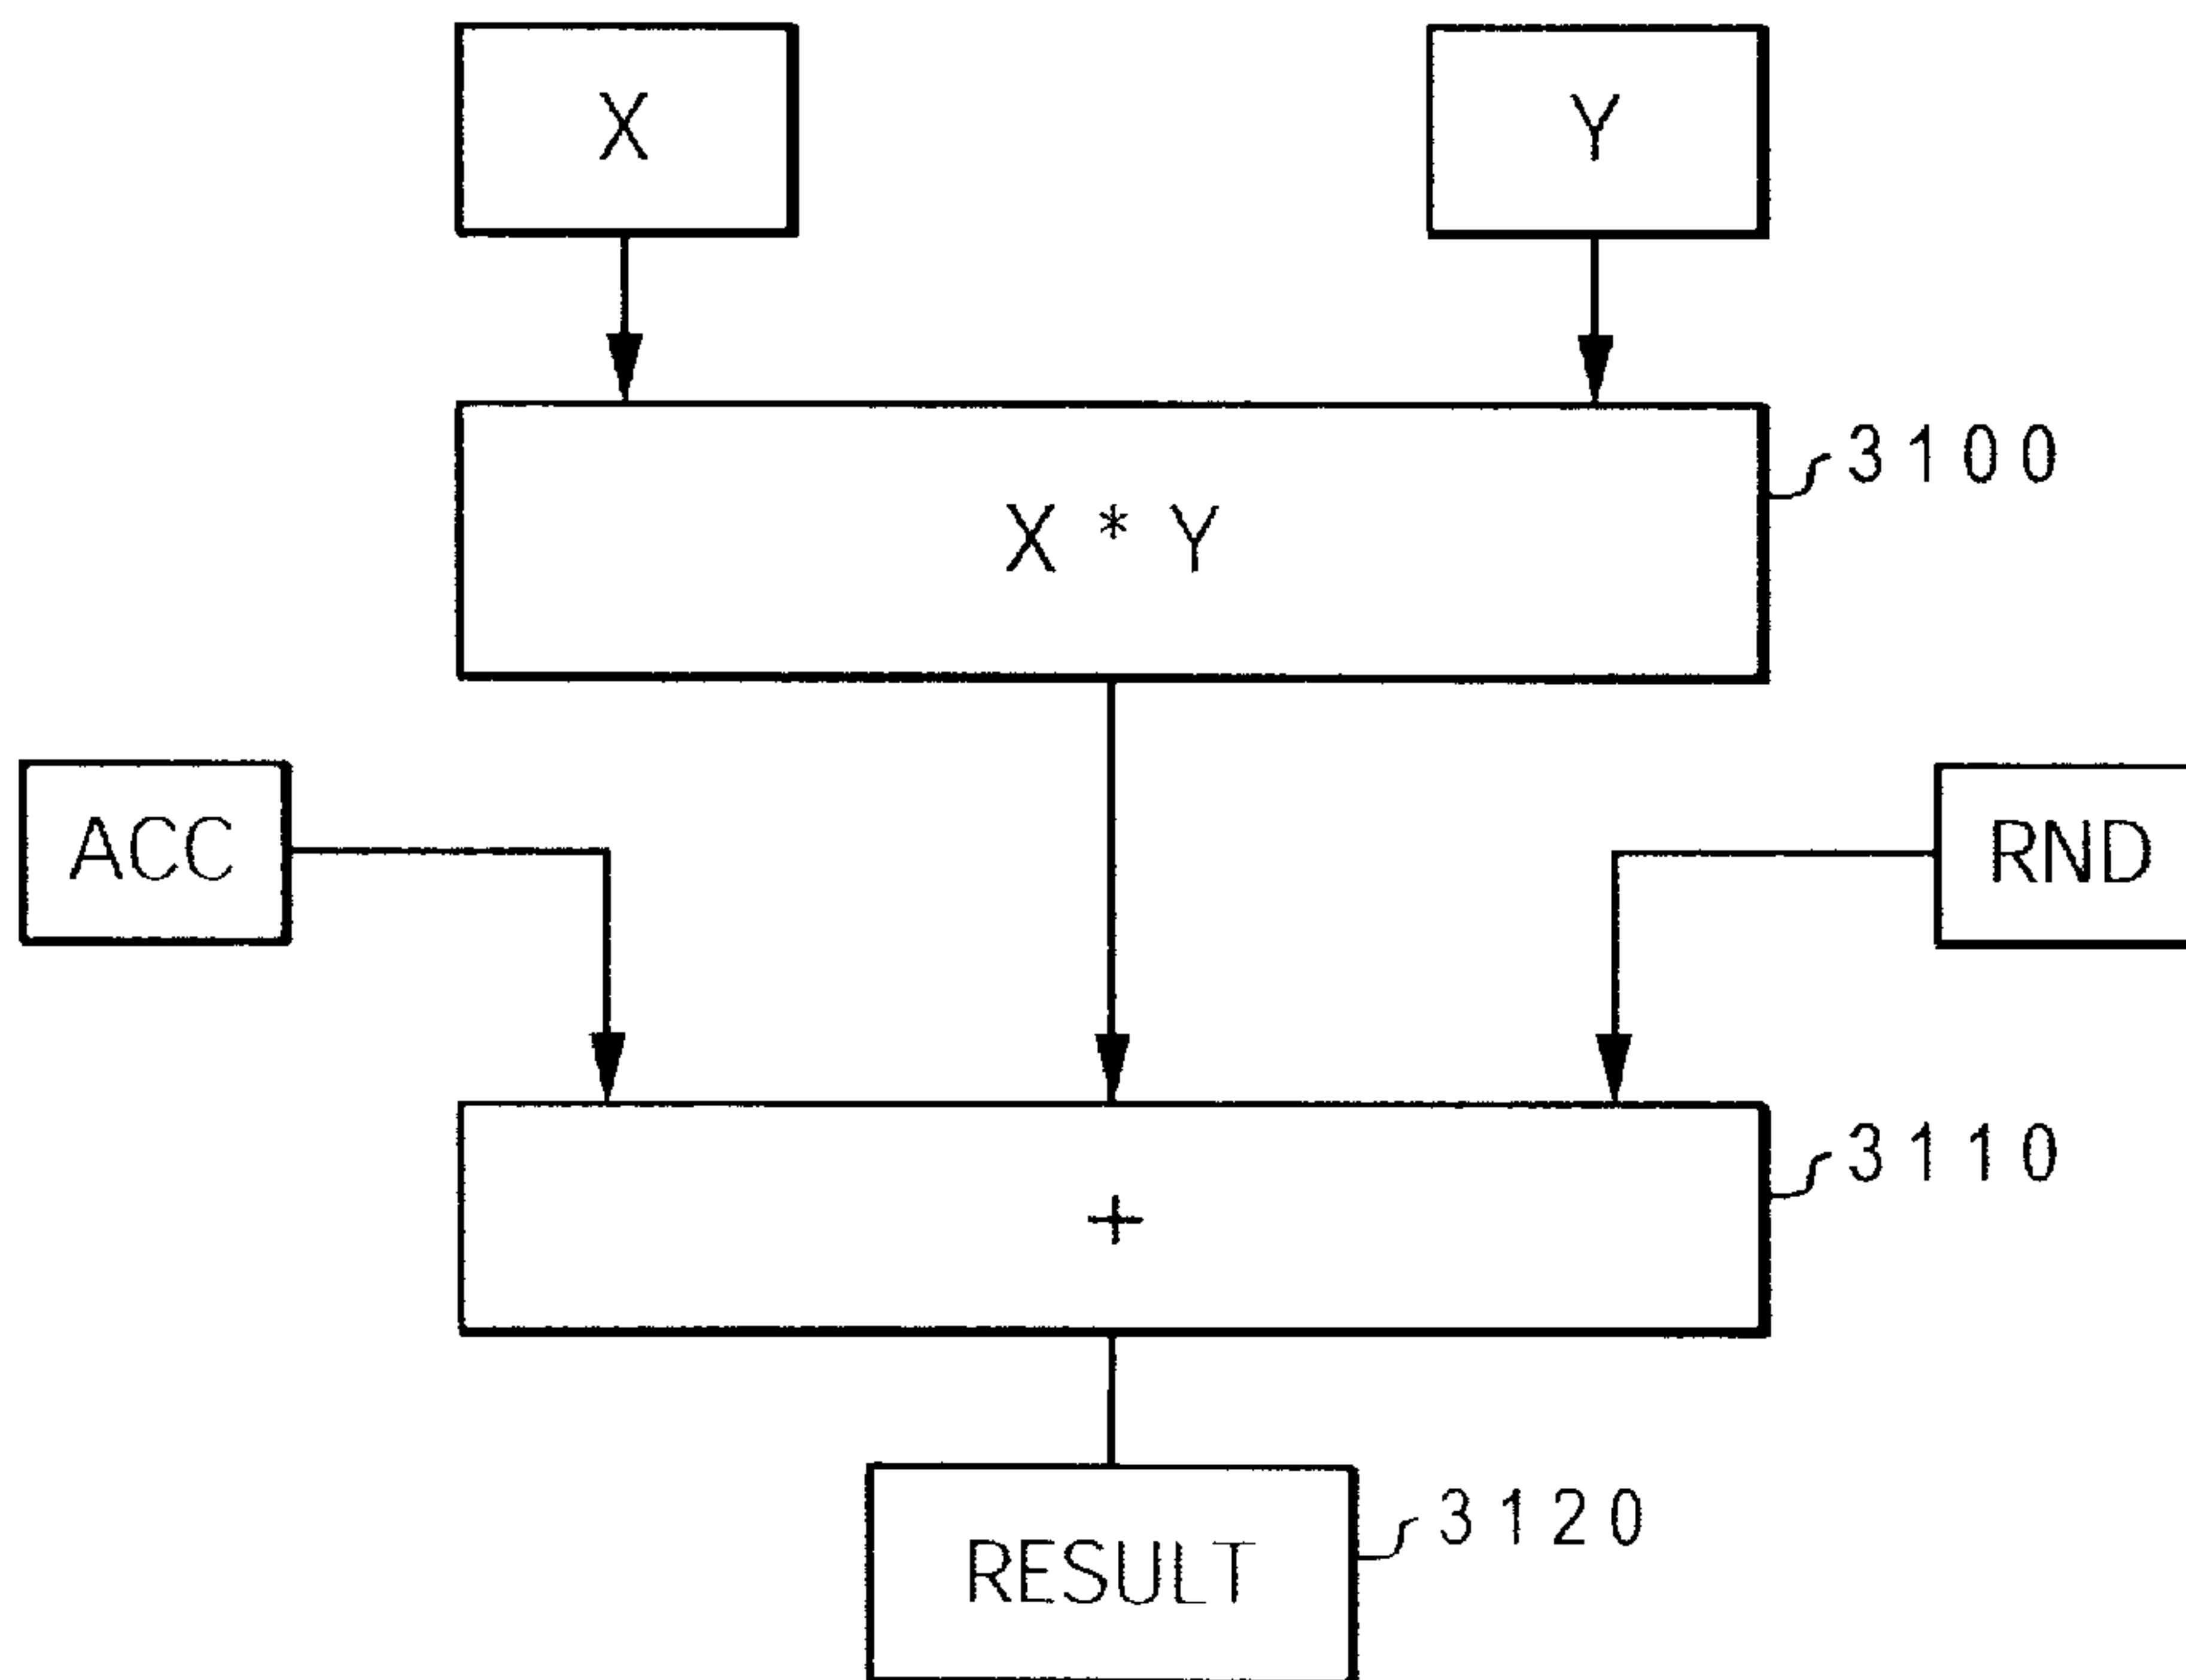 X
Y
X * Y
3100
ACC
RND
+
3110
RESULT
3120